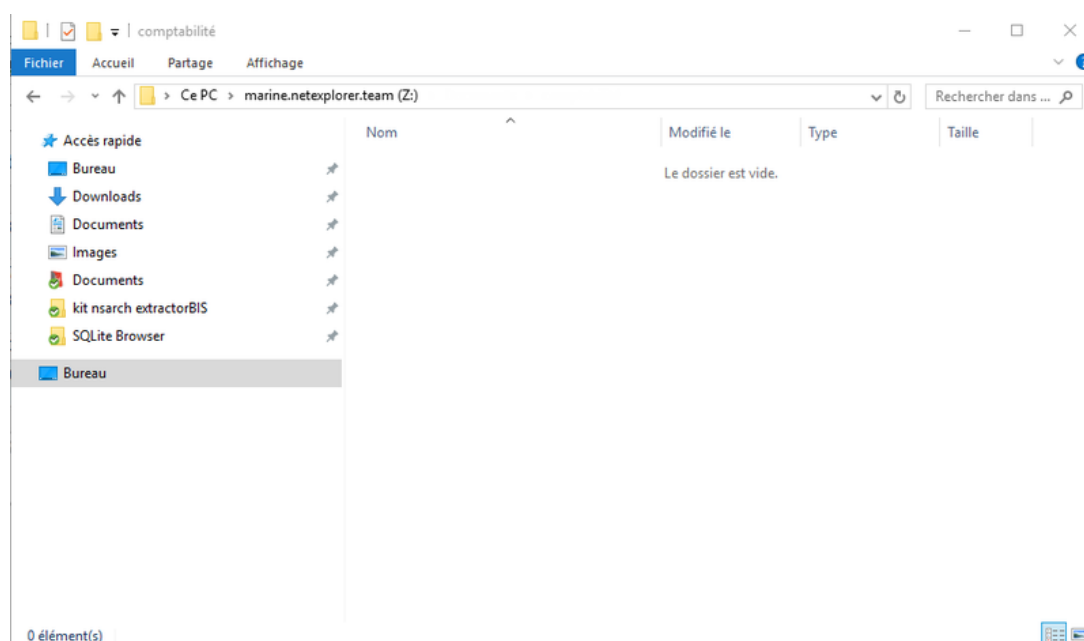 comptabilité
Fichier Accueil Partage Affichage
Ce PC > marine.netexplorer.team (Z:) Rechercher dans ...
Nom Modifié le Type Taille
Le dossier est vide.
Accès rapide
Bureau
Downloads
Documents
Images
Documents
kit nsarch extractorBIS
SQLite Browser
Bureau
0 élément(s)